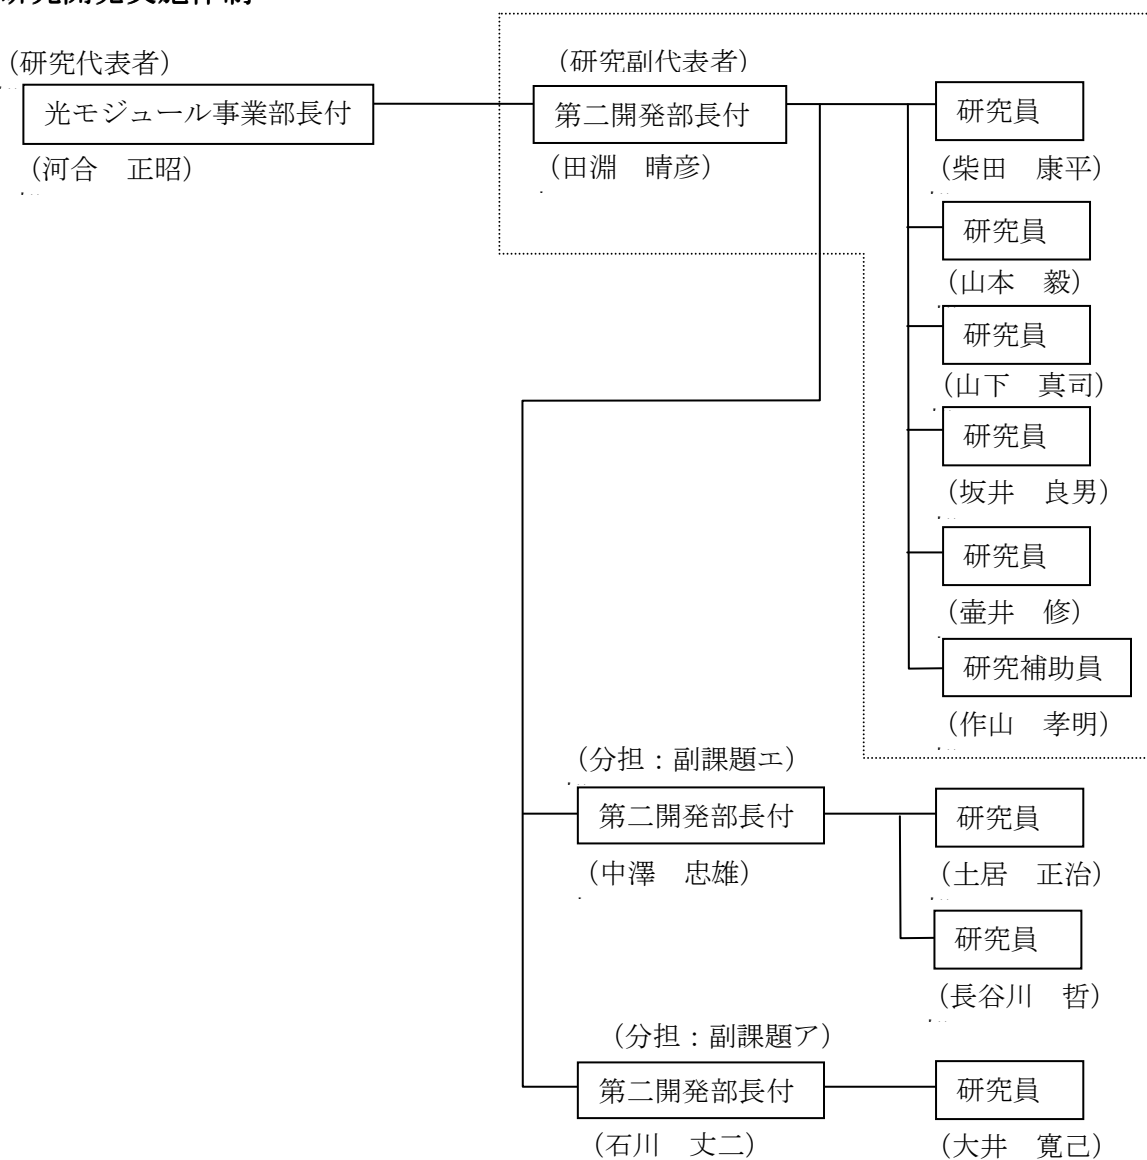 研究開発実施体制
（研究代表者）
光モジュール事業部長付
（河合　正昭）
（研究副代表者）
第二開発部長付
（田淵　晴彦）
研究員
（柴田　康平）
研究員
（山本　毅）
研究員
（山下　真司）
研究員
（坂井　良男）
研究員
（壷井　修）
研究補助員
（作山　孝明）
（分担：副課題エ）
第二開発部長付
（中澤　忠雄）
研究員
（土居　正治）
研究員
（長谷川　哲）
（分担：副課題ア）
第二開発部長付
（石川　丈二）
研究員
（大井　寛己）